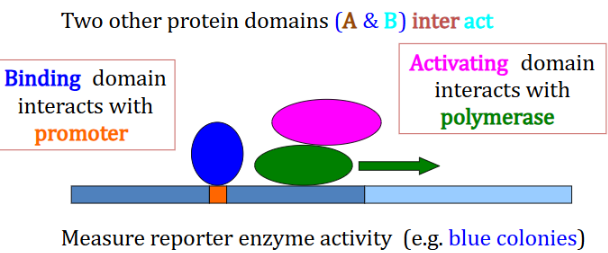 Two other protein domains (A & B) inter act
Binding domain
interacts with
promoter
Activating domain
interacts with
polymerase
Measure reporter enzyme activity (e.g. blue colonies)